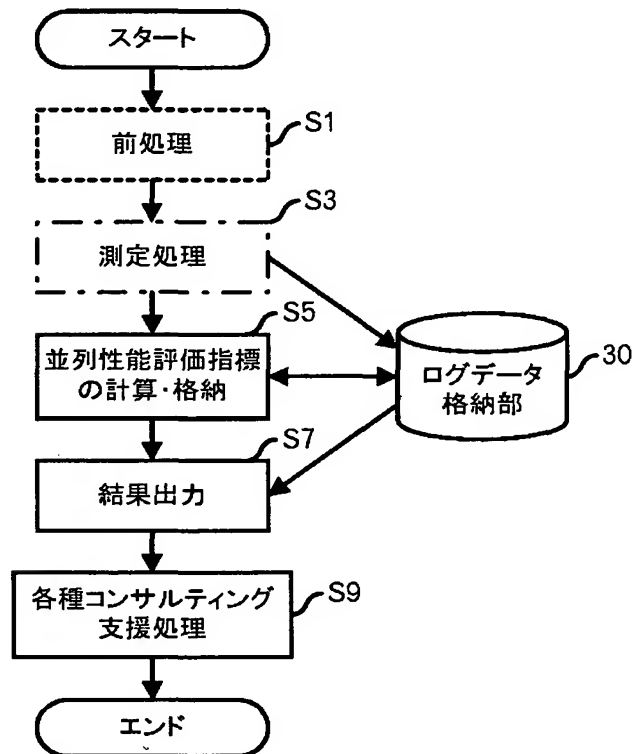 スタート
前処理
S1
測定処理
S3
並列性能評価指標
の計算・格納
S5
ログデータ
格納部
30
結果出力
S7
各種コンサルティング
支援処理
S9
エンド